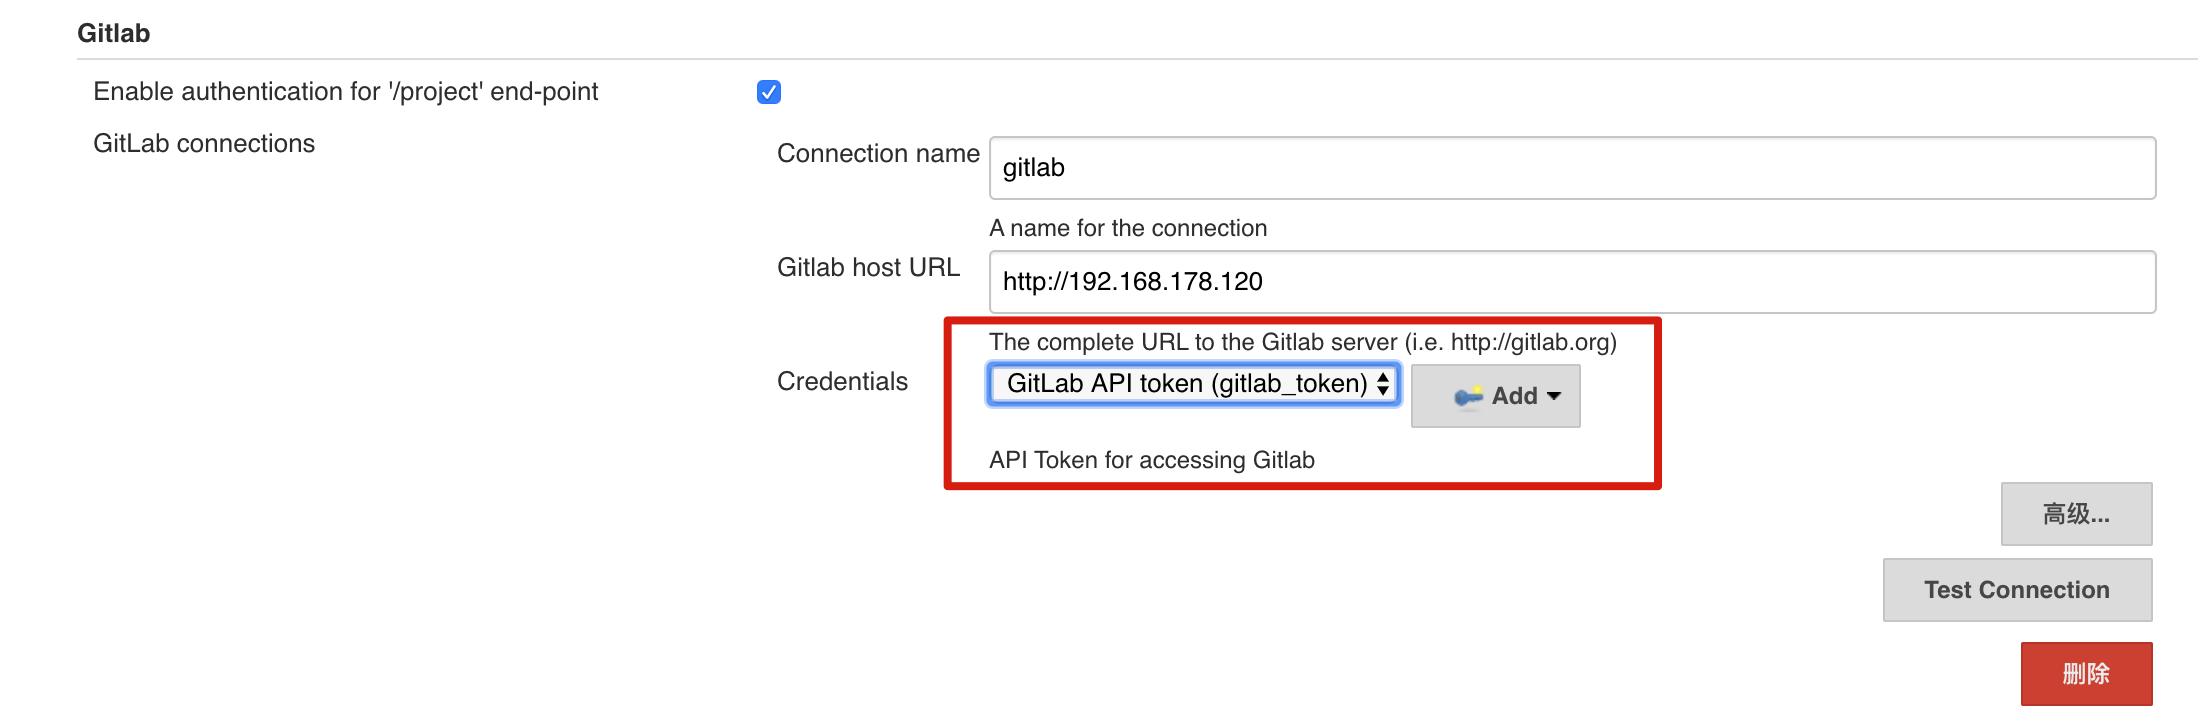 Gitlab
Enable authentication for '/project' end-point
GitLab connections
Connection name
gitlab
A name for the connection
Gitlab host URL
http://192.168.178.120
The complete URL to the Gitlab server (i.e. http://gitlab.org)
Credentials
GitLab API token (gitlab_token)
Add
API Token for accessing Gitlab
高级...
Test Connection
删除